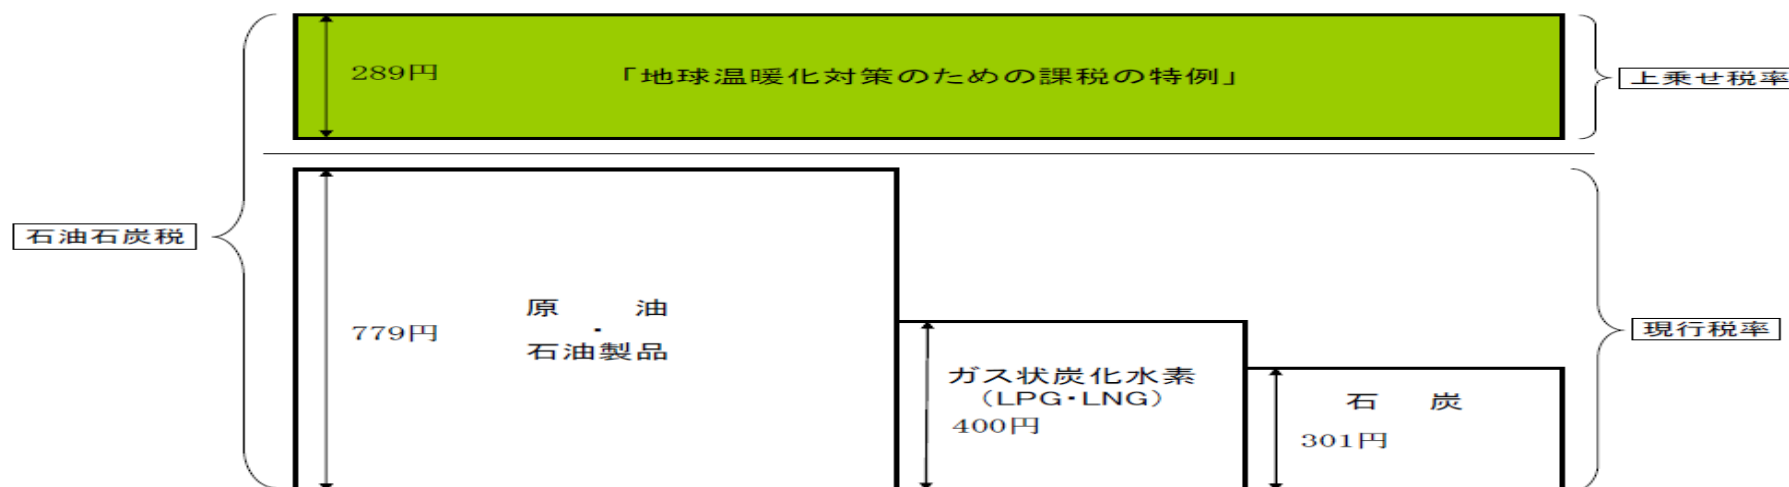 289円
「地球温暖化対策のための課税の特例」
上乗せ税率
石油石炭税
779円
原　油
・
石油製品
ガス状炭化水素
（LPG・LNG）
400円
石　炭
301円
現行税率